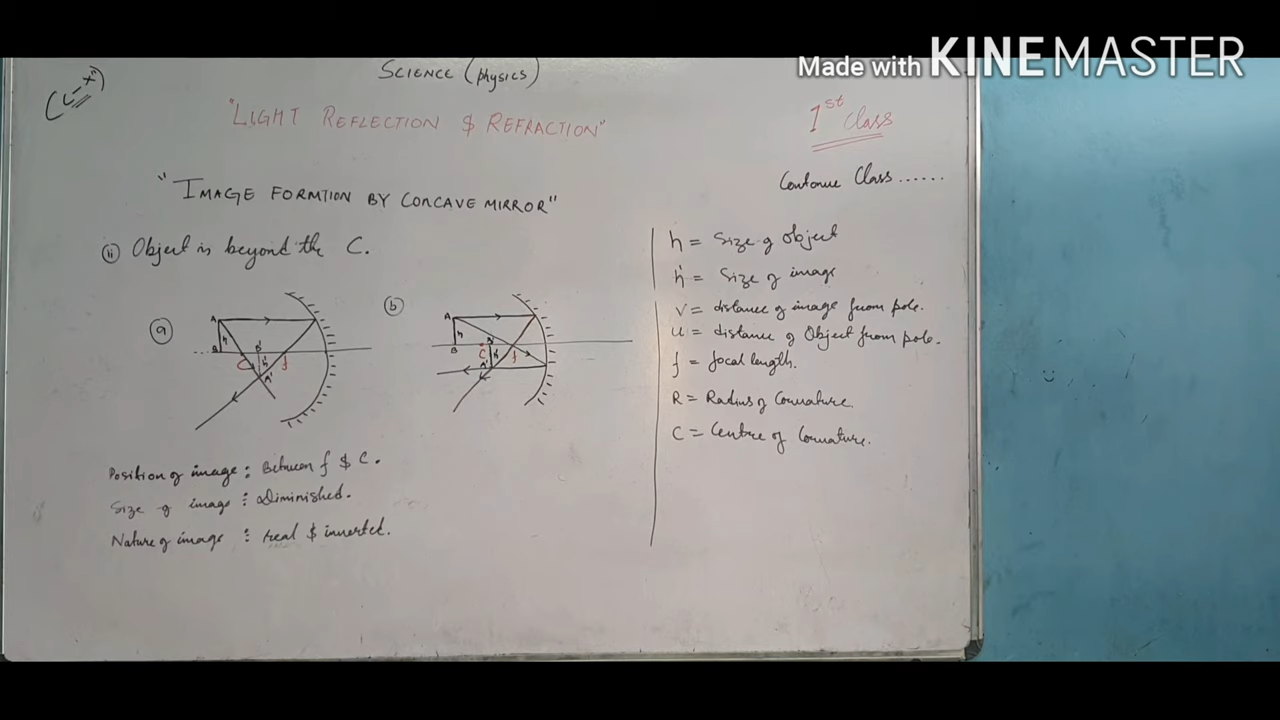 Made with KINEMASTER
(L-X")
SCIENCE (physics)
"LIGHT REFLECTION $ REFRACTION"
1st Class
Contonue Class......
"IMAGE FORMTION BY CONCAVE MIRROR"
(ii) Object is beyond the C.
(a)
A
h
B
C
B'
h'
A'
f
(b)
A
h
B
C
B'
h'
A'
f
Position of image : Between f $ C.
Size of image : Diminished.
Nature of image : real $ inverted.
h = Size of object
h' = Size of image
v = distance of image from pole.
u = distance of Object from pole.
f = focal length.
R = Radius of Curvature.
C = Centre of Curvature.